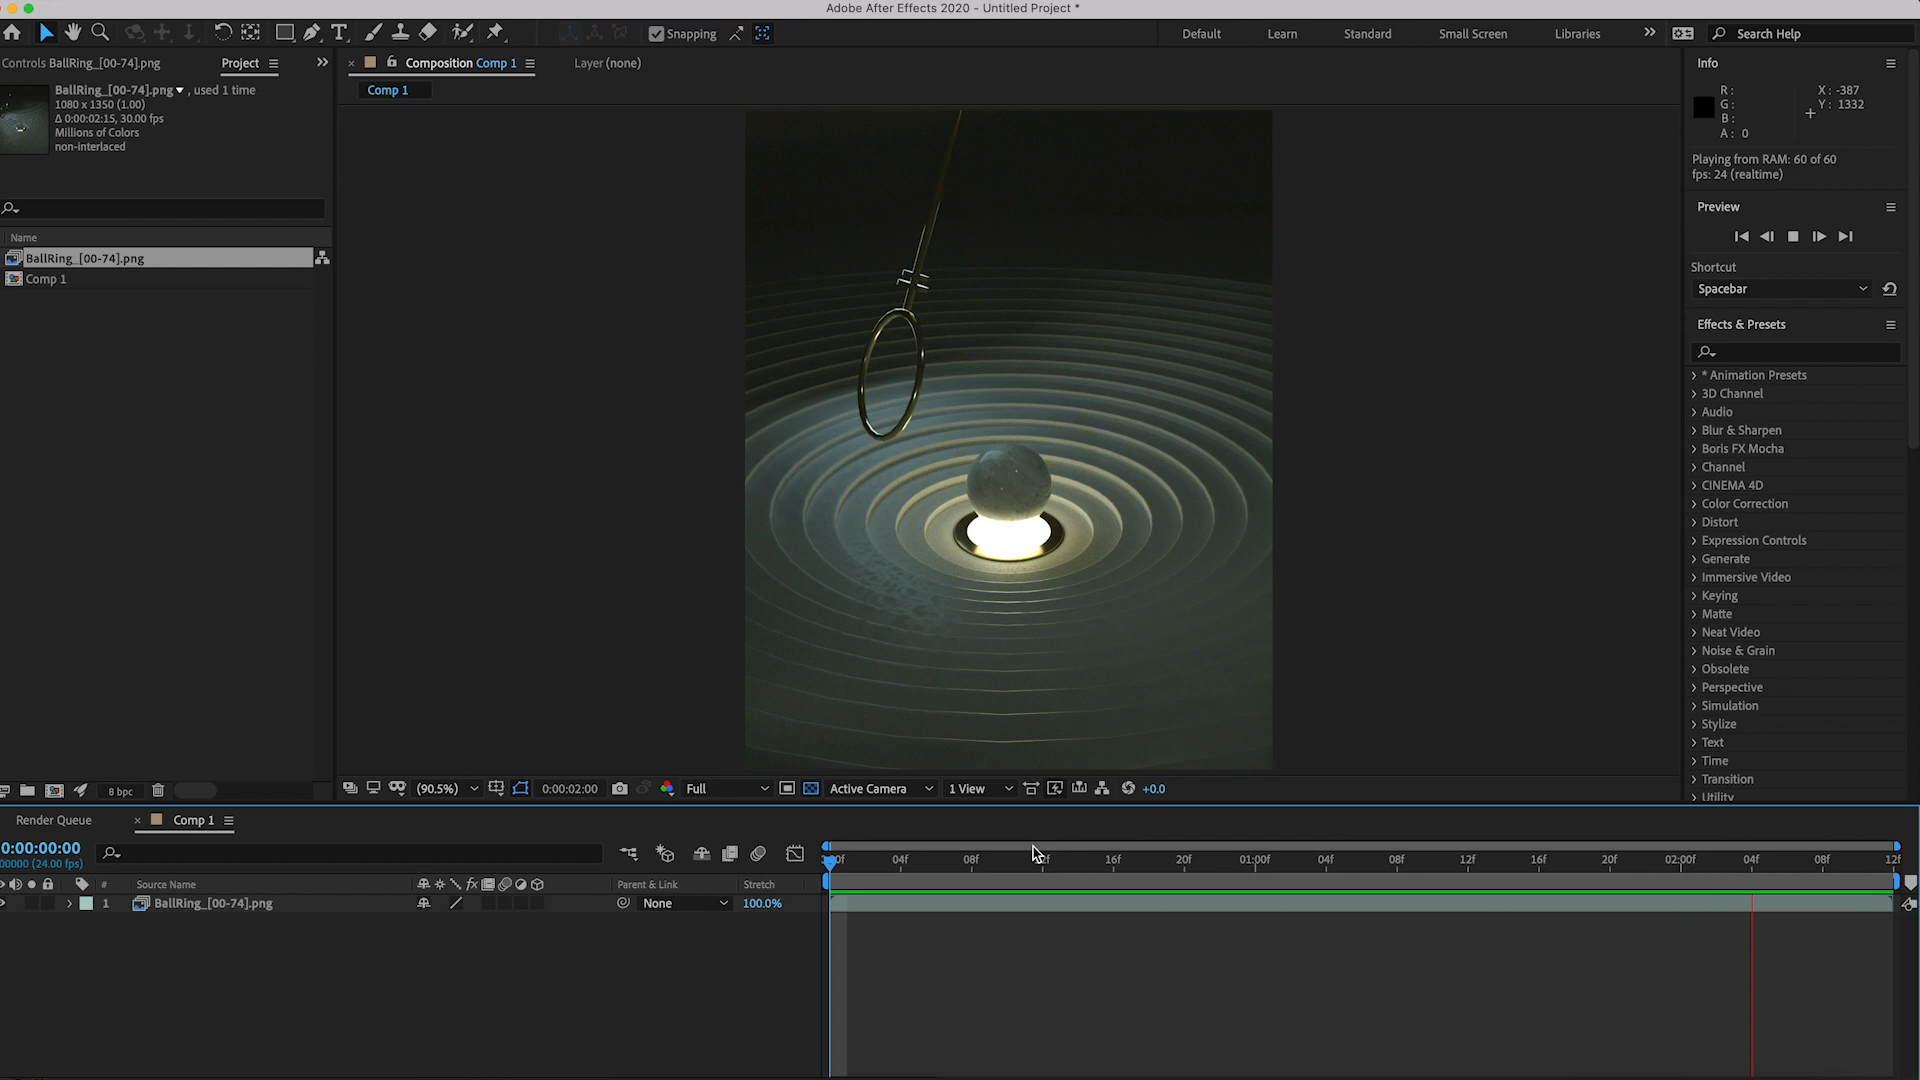 Adobe After Effects 2020 - Untitled Project *
Snapping
Default
Learn
Standard
Small Screen
Libraries
Search Help
Controls BallRing_[00-74].png
Project
BallRing_[00-74].png
, used 1 time
1080 x 1350 (1.00)
Δ 0:00:02:15, 30.00 fps
Millions of Colors
non-interlaced
Name
BallRing_[00-74].png
Comp 1
8 bpc
Composition Comp 1
Layer (none)
Comp 1
(90.5%)
0:00:02:00
Full
Active Camera
1 View
+0.0
Info
R :
G :
B :
A : 0
X : -387
Y : 1332
Playing from RAM: 60 of 60
fps: 24 (realtime)
Preview
Shortcut
Spacebar
Effects & Presets
* Animation Presets
3D Channel
Audio
Blur & Sharpen
Boris FX Mocha
Channel
CINEMA 4D
Color Correction
Distort
Expression Controls
Generate
Immersive Video
Keying
Matte
Neat Video
Noise & Grain
Obsolete
Perspective
Simulation
Stylize
Text
Time
Transition
Utility
Render Queue
Comp 1
0:00:00:00
00000 (24.00 fps)
04f
08f
16f
20f
01:00f
04f
08f
12f
16f
20f
02:00f
04f
08f
12f
#
Source Name
Parent & Link
Stretch
1
BallRing_[00-74].png
None
100.0%